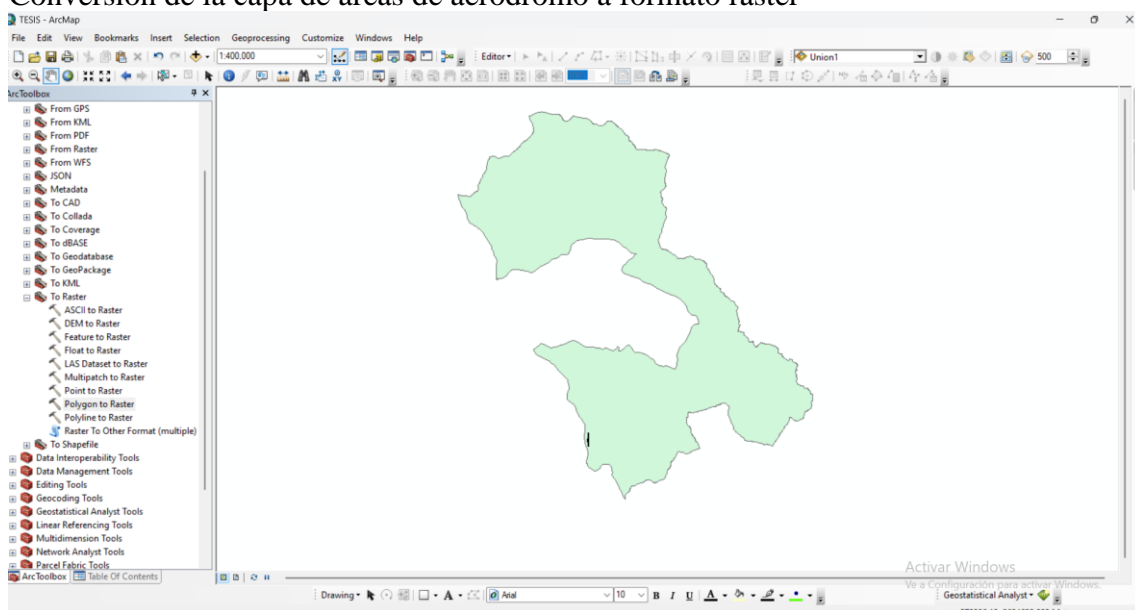 Conversión de la capa de áreas de aeródromo a formato ráster
TESIS - ArcMap
File Edit View Bookmarks Insert Selection Geoprocessing Customize Windows Help
1:400.000
Editor
Union1
500
ArcToolbox
From GPS
From KML
From PDF
From Raster
From WFS
JSON
Metadata
To CAD
To Collada
To Coverage
To dBASE
To Geodatabase
To GeoPackage
To KML
To Raster
ASCII to Raster
DEM to Raster
Feature to Raster
Float to Raster
LAS Dataset to Raster
Multipatch to Raster
Point to Raster
Polygon to Raster
Polyline to Raster
Raster To Other Format (multiple)
To Shapefile
Data Interoperability Tools
Data Management Tools
Editing Tools
Geocoding Tools
Geostatistical Analyst Tools
Linear Referencing Tools
Multidimension Tools
Network Analyst Tools
Parcel Fabric Tools
ArcToolbox Table Of Contents
Activar Windows
Ve a Configuración para activar Windows.
Drawing A Arial 10 B I U A
Geostatistical Analyst